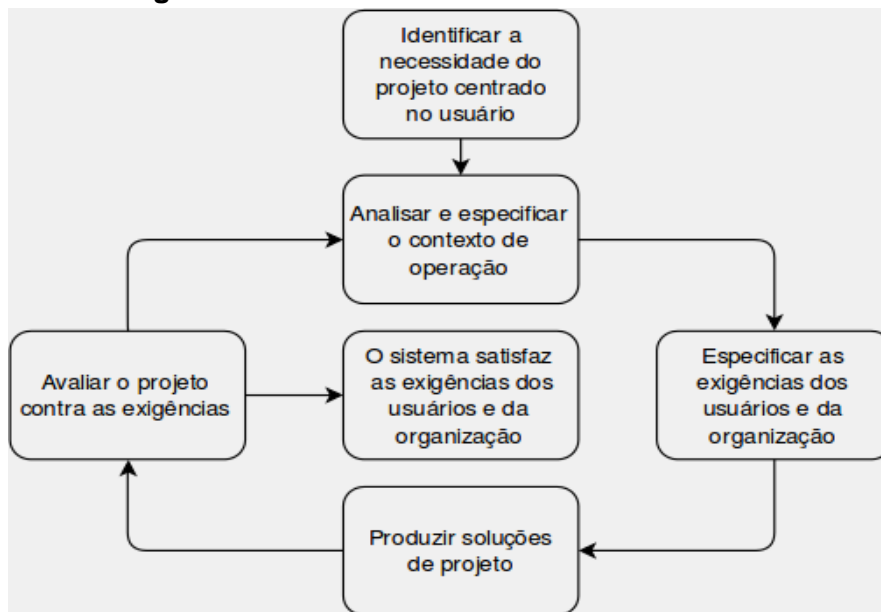 Identificar a
necessidade do
projeto centrado
no usuário
Analisar e especificar
o contexto de
operação
Avaliar o projeto
contra as exigências
O sistema satisfaz
as exigências dos
usuários e da
organização
Especificar as
exigências dos
usuários e da
organização
Produzir soluções
de projeto